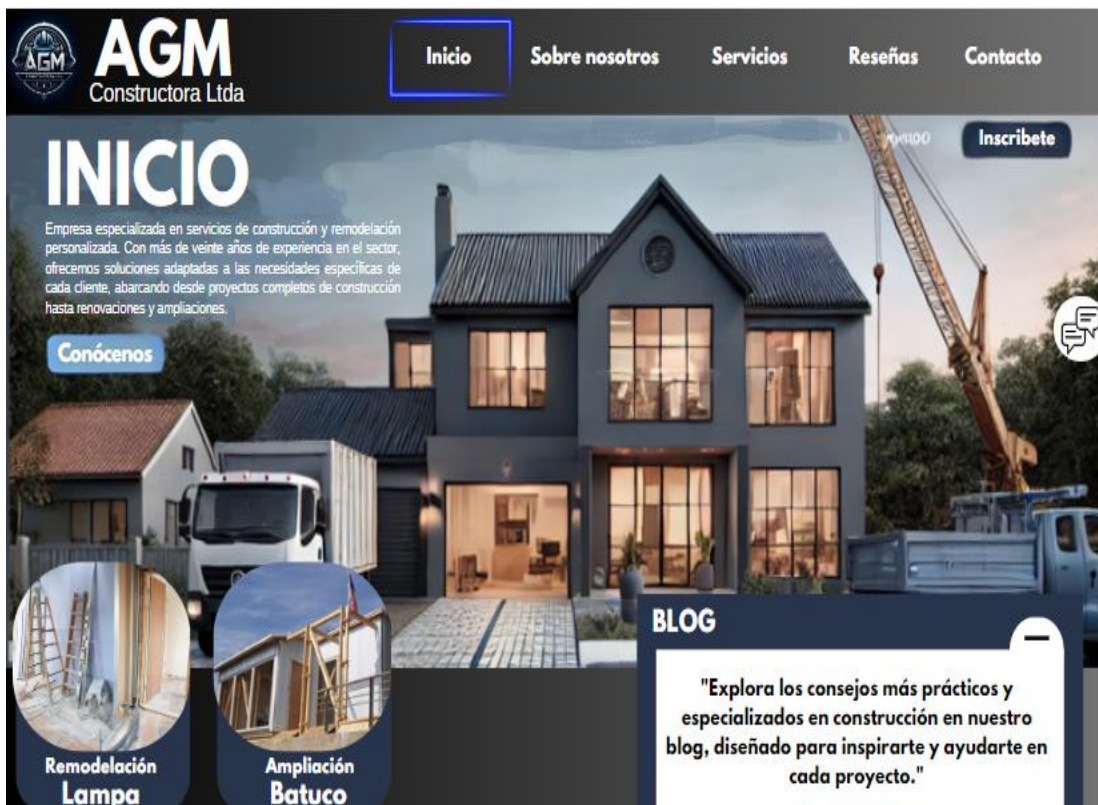 AGM
AGM
Constructora Ltda
Inicio
Sobre nosotros
Servicios
Reseñas
Contacto
INICIO
Inscribete
Empresa especializada en servicios de construcción y remodelación
personalizada. Con más de veinte años de experiencia en el sector,
ofrecemos soluciones adaptadas a las necesidades específicas de
cada cliente, abarcando desde proyectos completos de construcción
hasta renovaciones y ampliaciones.
Conócenos
Remodelación
Lampa
Ampliación
Batuco
BLOG
"Explora los consejos más prácticos y
especializados en construcción en nuestro
blog, diseñado para inspirarte y ayudarte en
cada proyecto."